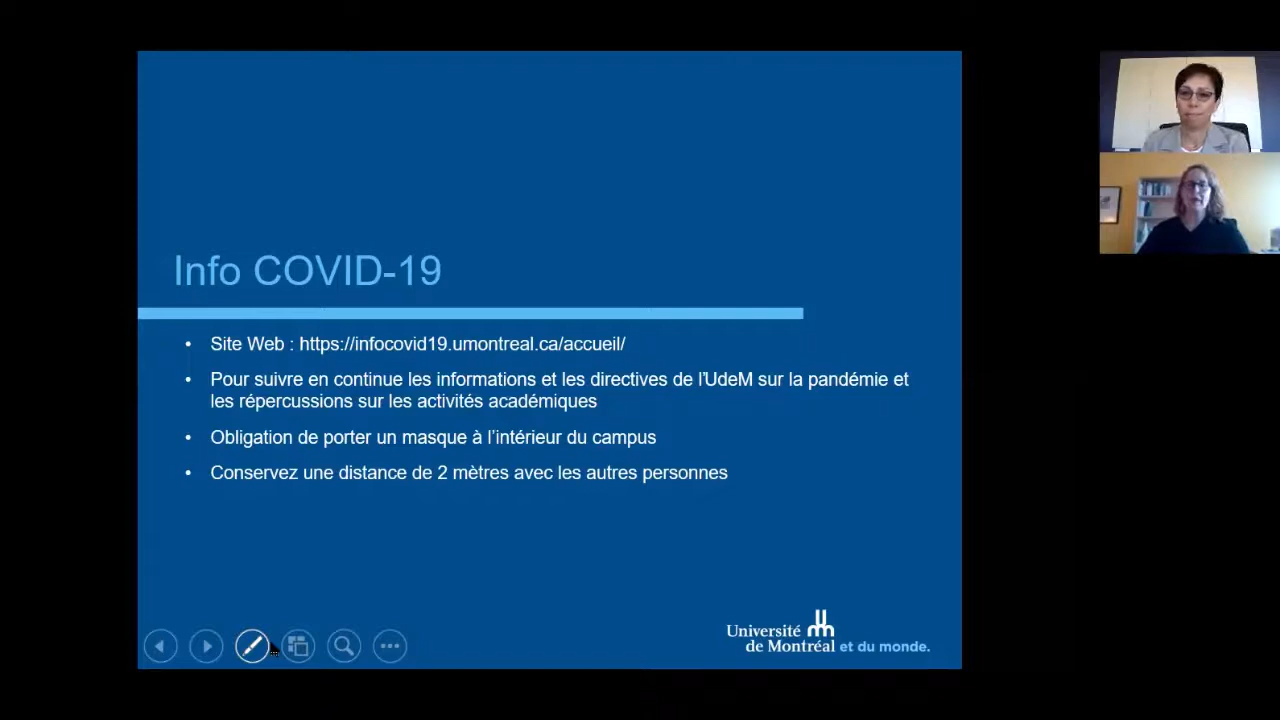 Info COVID-19
• Site Web : https://infocovid19.umontreal.ca/accueil/
• Pour suivre en continue les informations et les directives de l'UdeM sur la pandémie et
les répercussions sur les activités académiques
• Obligation de porter un masque à l'intérieur du campus
• Conservez une distance de 2 mètres avec les autres personnes
Université
de Montréal et du monde.